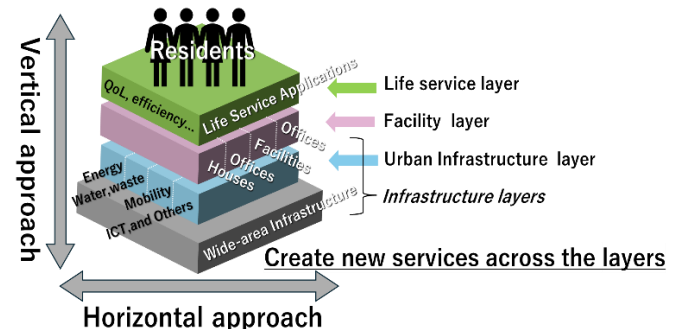 Vertical approach
Residents
QoL, efficiency...
Life Service Applications
Offices
Facilities
Offices
Houses
Energy
Water,waste
Mobility
ICT,and Others
Wide-area Infrastructure
Life service layer
Facility layer
Urban Infrastructure layer
Infrastructure layers
Create new services across the layers
Horizontal approach